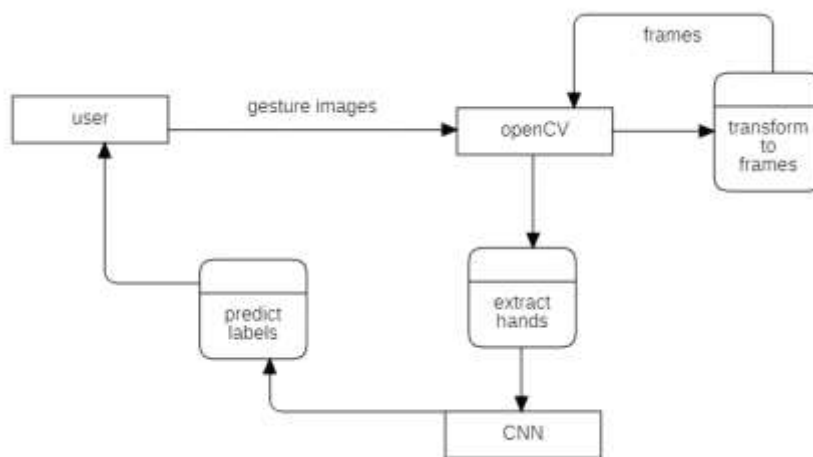 frames
gesture images
user
openCV
transform
to
frames
extract
hands
predict
labels
CNN